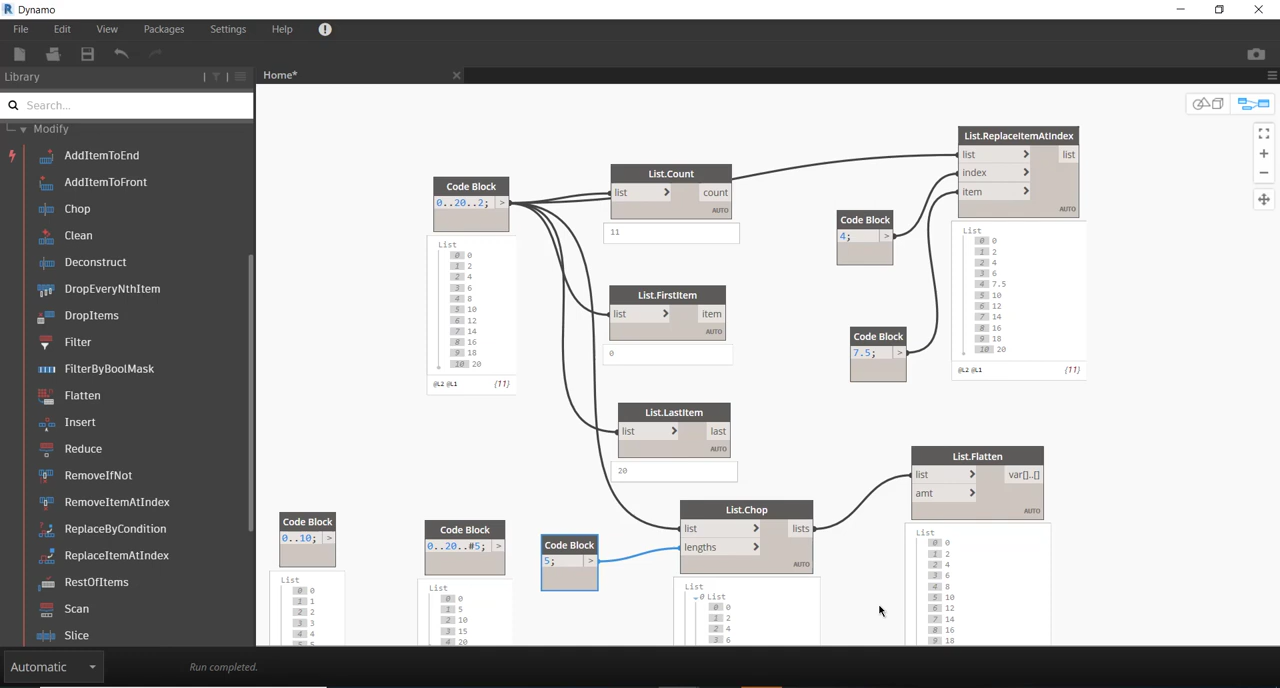 Dynamo
File Edit View Packages Settings Help
Library
Home*
Search...
Modify
AddItemToEnd
AddItemToFront
Chop
Clean
Deconstruct
DropEveryNthItem
DropItems
Filter
FilterByBoolMask
Flatten
Insert
Reduce
RemoveIfNot
RemoveItemAtIndex
ReplaceByCondition
ReplaceItemAtIndex
RestOfItems
Scan
Slice
Code Block
0..20..2; >
List
0 0
1 2
2 4
3 6
4 8
5 10
6 12
7 14
8 16
9 18
10 20
@L2 @L1 {11}
List.Count
list > count
AUTO
11
List.FirstItem
list > item
AUTO
0
List.LastItem
list > last
AUTO
20
List.ReplaceItemAtIndex
list > list
index >
item >
AUTO
List
0 0
1 2
2 4
3 6
4 7.5
5 10
6 12
7 14
8 16
9 18
10 20
@L2 @L1 {11}
Code Block
4; >
Code Block
7.5; >
Code Block
0..10; >
List
0 0
1 1
2 2
3 3
4 4
5 5
Code Block
0..20..#5; >
List
0 0
1 5
2 10
3 15
4 20
Code Block
5; >
List.Chop
list > lists
lengths >
AUTO
List
0 List
0 0
1 2
2 4
3 6
List.Flatten
list > var[]..[]
amt >
AUTO
List
0 0
1 2
2 4
3 6
4 8
5 10
6 12
7 14
8 16
9 18
Automatic
Run completed.